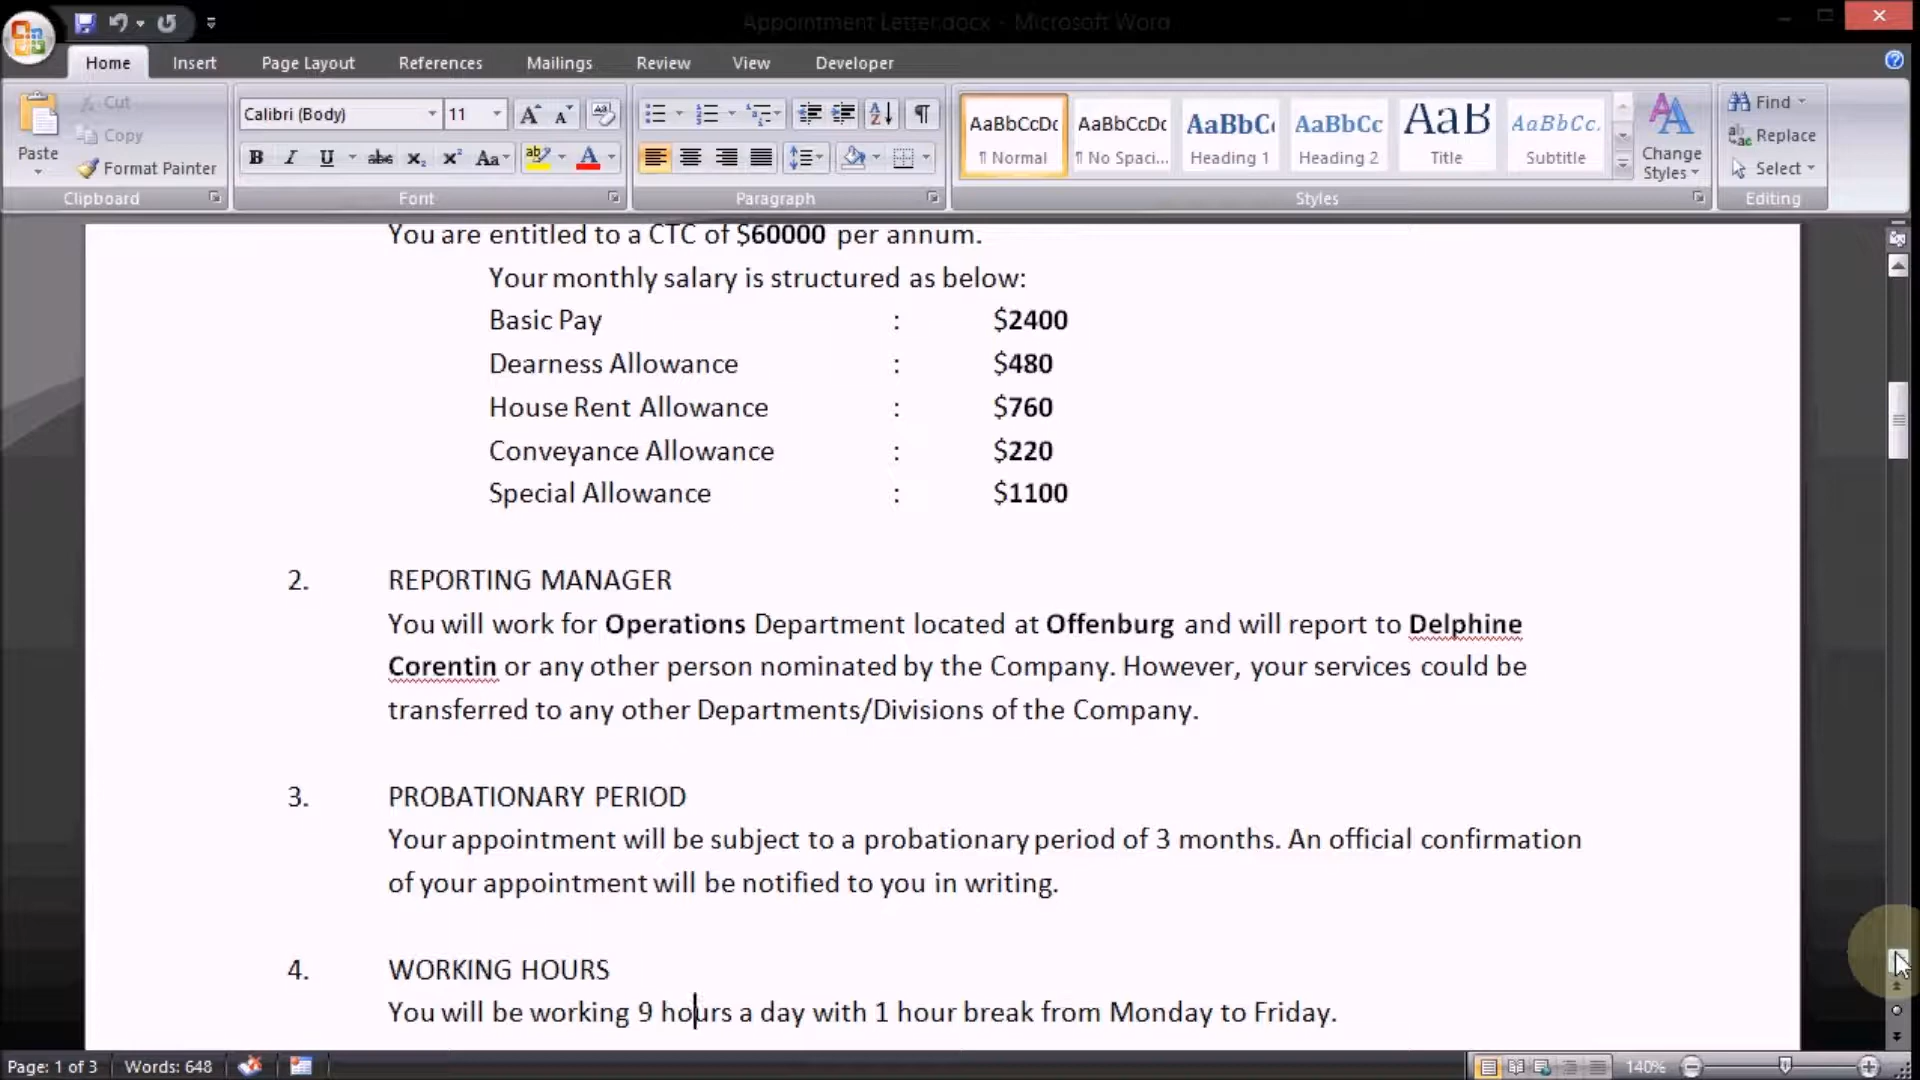 Appointment Letter.docx - Microsoft Word
Home Insert Page Layout References Mailings Review View Developer
Cut
Copy
Paste
Format Painter
Clipboard
Calibri (Body) 11
Font
Paragraph
AaBbCcDc AaBbCcDc AaBbC AaBbCc AaB AaBbCc.
¶ Normal ¶ No Spaci... Heading 1 Heading 2 Title Subtitle
Change Styles
Styles
Find
Replace
Select
Editing
You are entitled to a CTC of $60000 per annum.
Your monthly salary is structured as below:
Basic Pay : $2400
Dearness Allowance : $480
House Rent Allowance : $760
Conveyance Allowance : $220
Special Allowance : $1100
2. REPORTING MANAGER
You will work for Operations Department located at Offenburg and will report to Delphine
Corentin or any other person nominated by the Company. However, your services could be
transferred to any other Departments/Divisions of the Company.
3. PROBATIONARY PERIOD
Your appointment will be subject to a probationary period of 3 months. An official confirmation
of your appointment will be notified to you in writing.
4. WORKING HOURS
You will be working 9 hours a day with 1 hour break from Monday to Friday.
Page: 1 of 3 Words: 648 140%